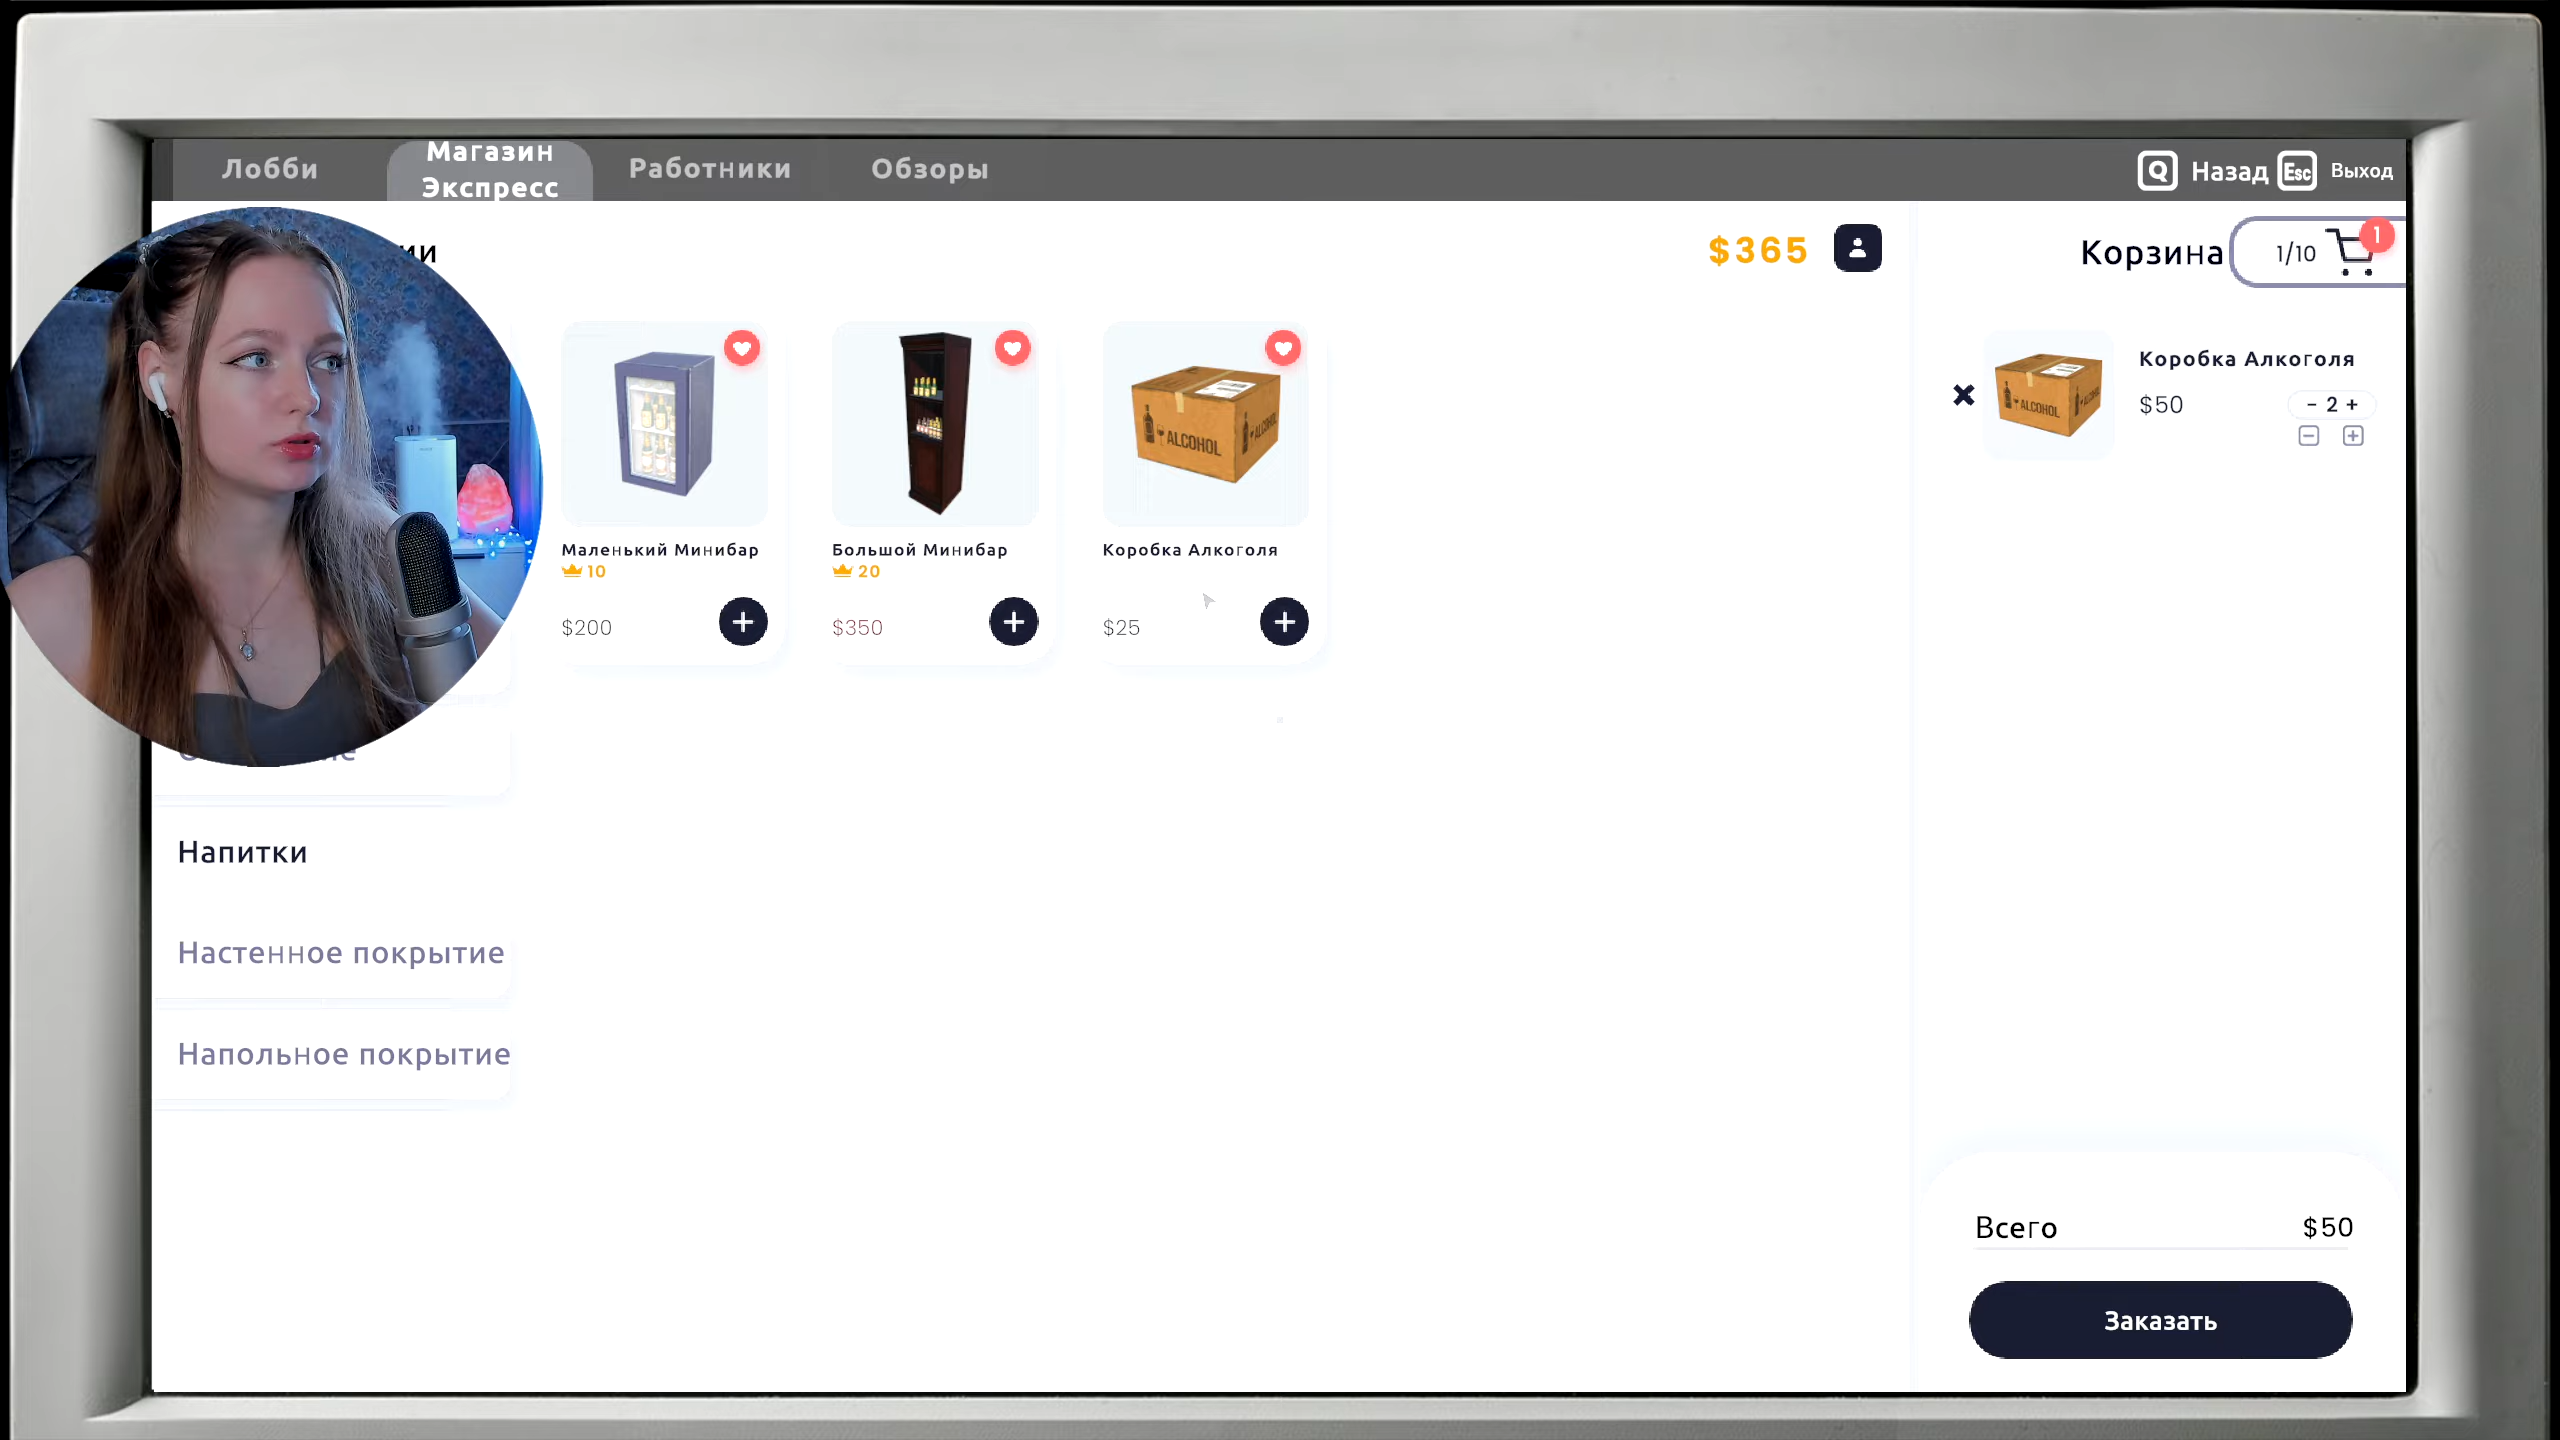 Лобби
Магазин
Экспресс
Работники
Обзоры
Q Назад Esc Выход
ии
$365
Корзина 1/10 1
Маленький Минибар
10
$200
Большой Минибар
20
$350
ALCOHOL
Коробка Алкоголя
$25
ALCOHOL
Коробка Алкоголя
$50
- 2 +
Напитки
Настенное покрытие
Напольное покрытие
Всего $50
Заказать